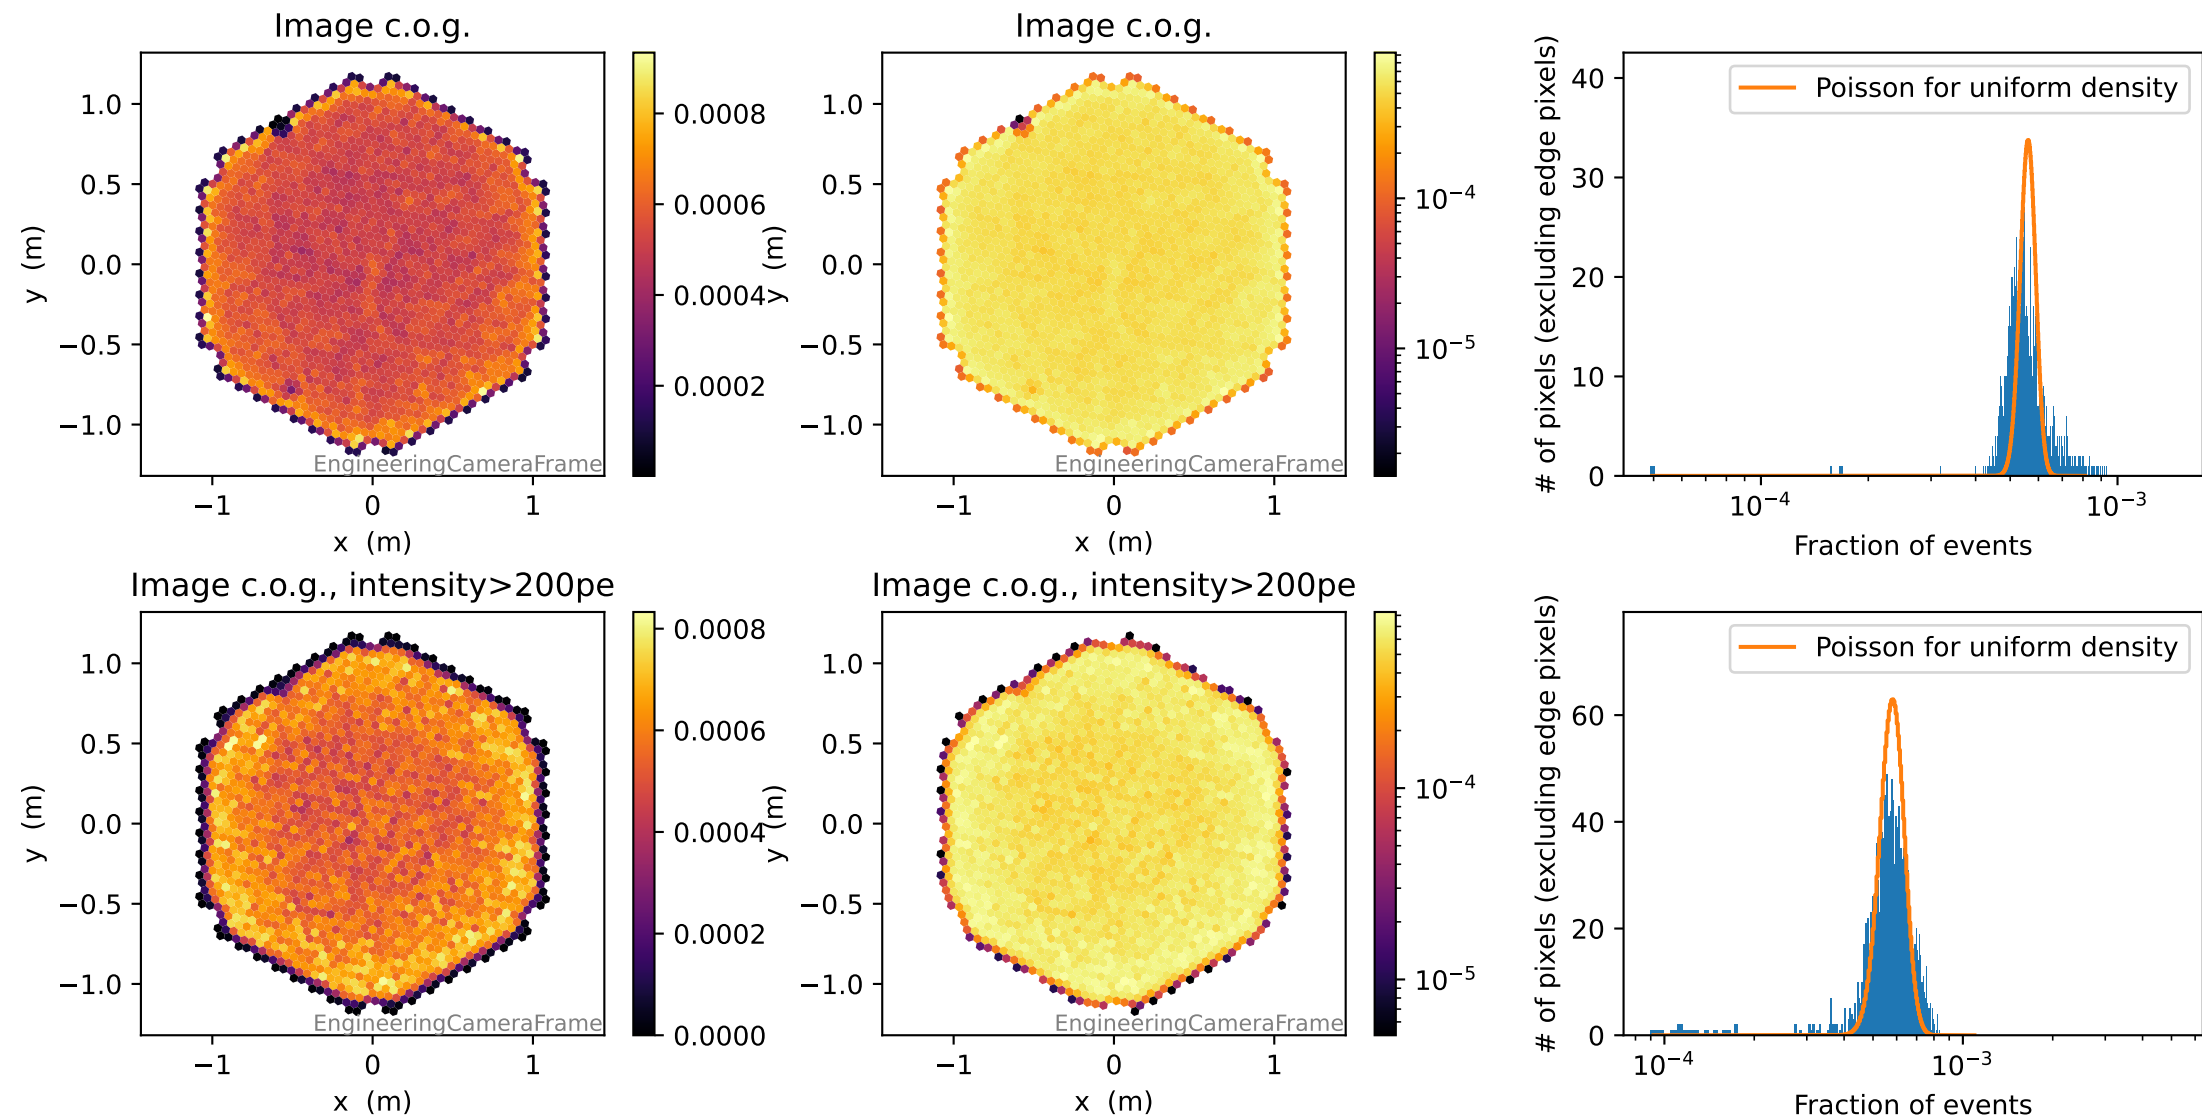 Image c.o.g.
1.0
0.5
0.0
−0.5
−1.0
y (m)
−1
0
1
x (m)
EngineeringCameraFrame
0.0008
0.0006
0.0004
0.0002
Image c.o.g.
1.0
0.5
0.0
−0.5
−1.0
y (m)
−1
0
1
x (m)
EngineeringCameraFrame
10⁻⁴
10⁻⁵
Poisson for uniform density
40
30
20
10
0
# of pixels (excluding edge pixels)
10⁻⁴
10⁻³
Fraction of events
Image c.o.g., intensity>200pe
1.0
0.5
0.0
−0.5
−1.0
y (m)
−1
0
1
x (m)
EngineeringCameraFrame
0.0008
0.0006
0.0004
0.0002
0.0000
Image c.o.g., intensity>200pe
1.0
0.5
0.0
−0.5
−1.0
y (m)
−1
0
1
x (m)
EngineeringCameraFrame
10⁻⁴
10⁻⁵
Poisson for uniform density
60
40
20
0
# of pixels (excluding edge pixels)
10⁻⁴
10⁻³
Fraction of events